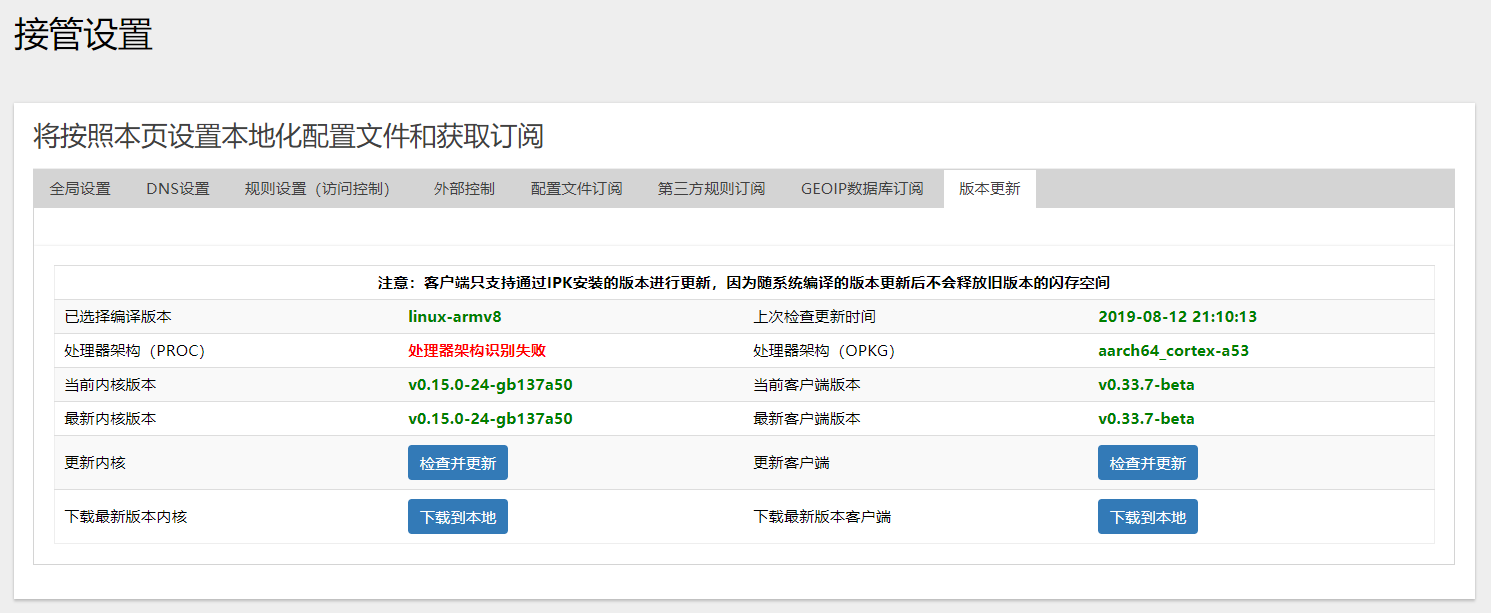 接管设置
将按照本页设置本地化配置文件和获取订阅
全局设置 DNS设置 规则设置（访问控制） 外部控制 配置文件订阅 第三方规则订阅 GEOIP数据库订阅 版本更新
注意：客户端只支持通过IPK安装的版本进行更新，因为随系统编译的版本更新后不会释放旧版本的闪存空间
已选择编译版本 linux-armv8 上次检查更新时间 2019-08-12 21:10:13
处理器架构（PROC） 处理器架构识别失败 处理器架构（OPKG） aarch64_cortex-a53
当前内核版本 v0.15.0-24-gb137a50 当前客户端版本 v0.33.7-beta
最新内核版本 v0.15.0-24-gb137a50 最新客户端版本 v0.33.7-beta
更新内核 检查并更新 更新客户端 检查并更新
下载最新版本内核 下载到本地 下载最新版本客户端 下载到本地